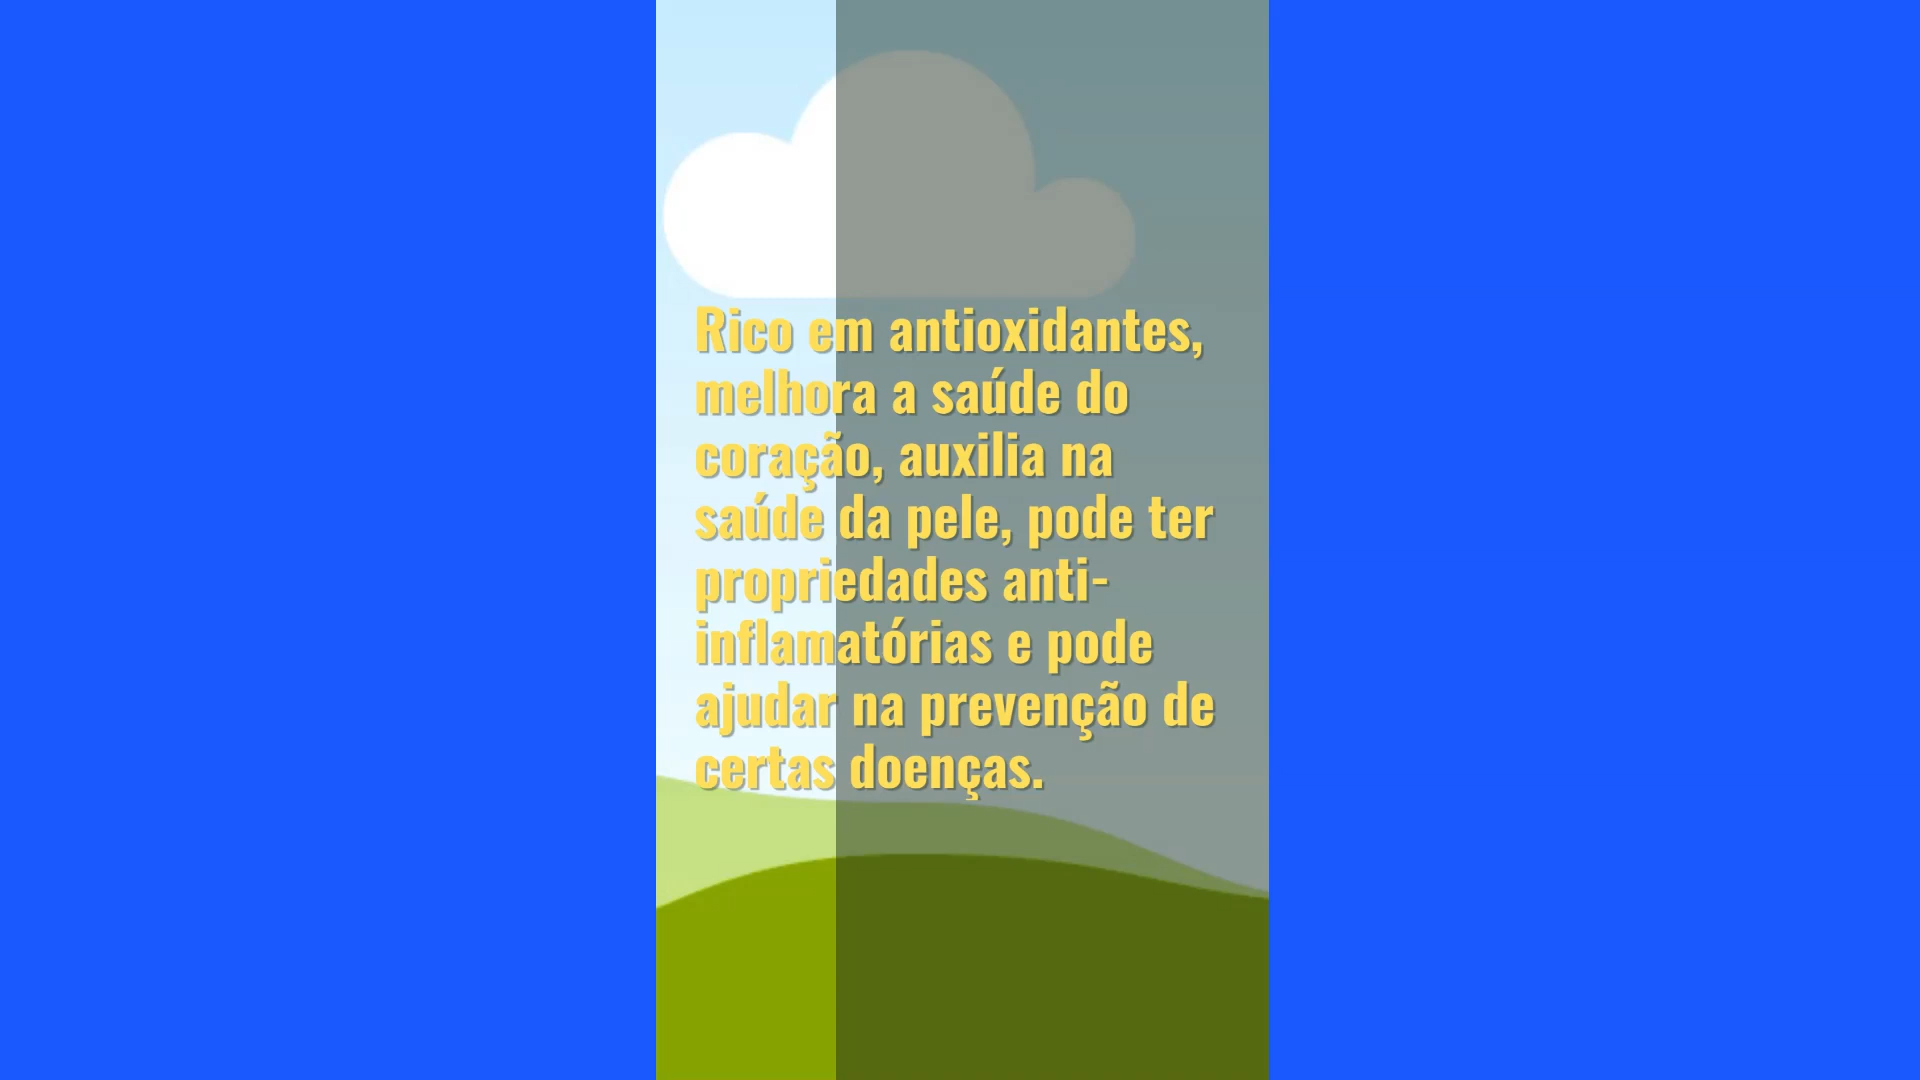 Rico em antioxidantes,
melhora a saúde do
coração, auxilia na
saúde da pele, pode ter
propriedades anti-
inflamatórias e pode
ajudar na prevenção de
certas doenças.